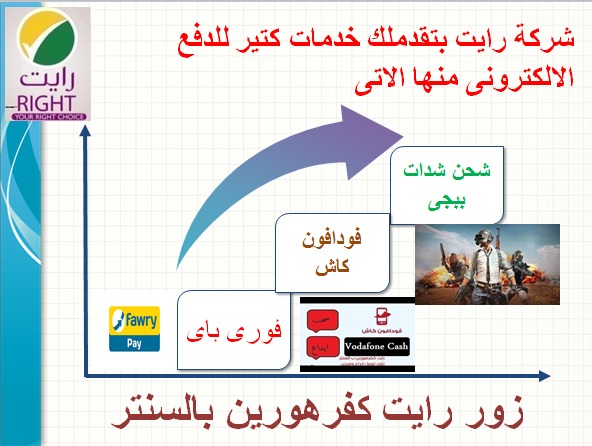 شركة رايت بتقدملك خدمات كتير للدفع
الالكترونى منها الاتى
رايت
RIGHT
YOUR RIGHT CHOICE
شحن شدات
ببجى
فودافون
كاش
فورى باى
fawry
Pay
سحب
ايداع
فودافون كاش
Vodafone Cash
زور رايت كفرهورين بالسنتر